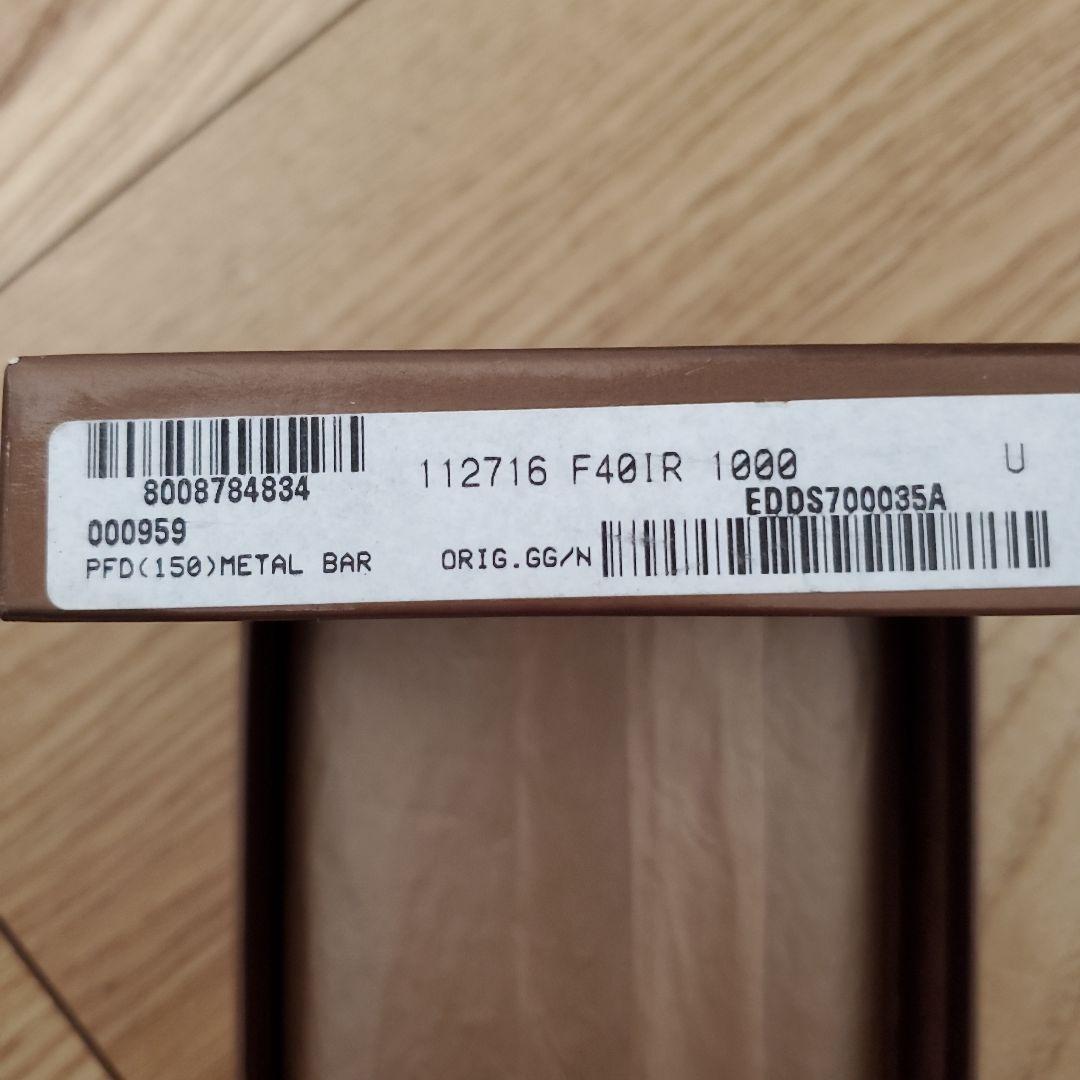 8008784834
112716 F40IR 1000
U
EDDS700035A
000959
PFD(150)METAL BAR
ORIG.GG/N